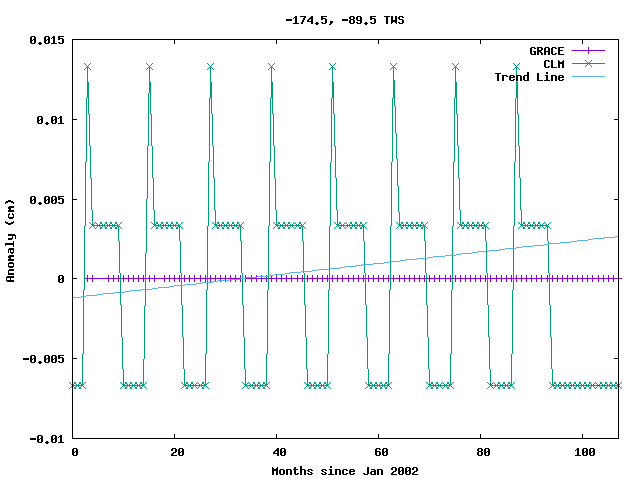 -174.5, -89.5 TWS
GRACE
CLM
Trend Line
0.015
0.01
0.005
0
-0.005
-0.01
Anomaly (cm)
0 20 40 60 80 100
Months since Jan 2002